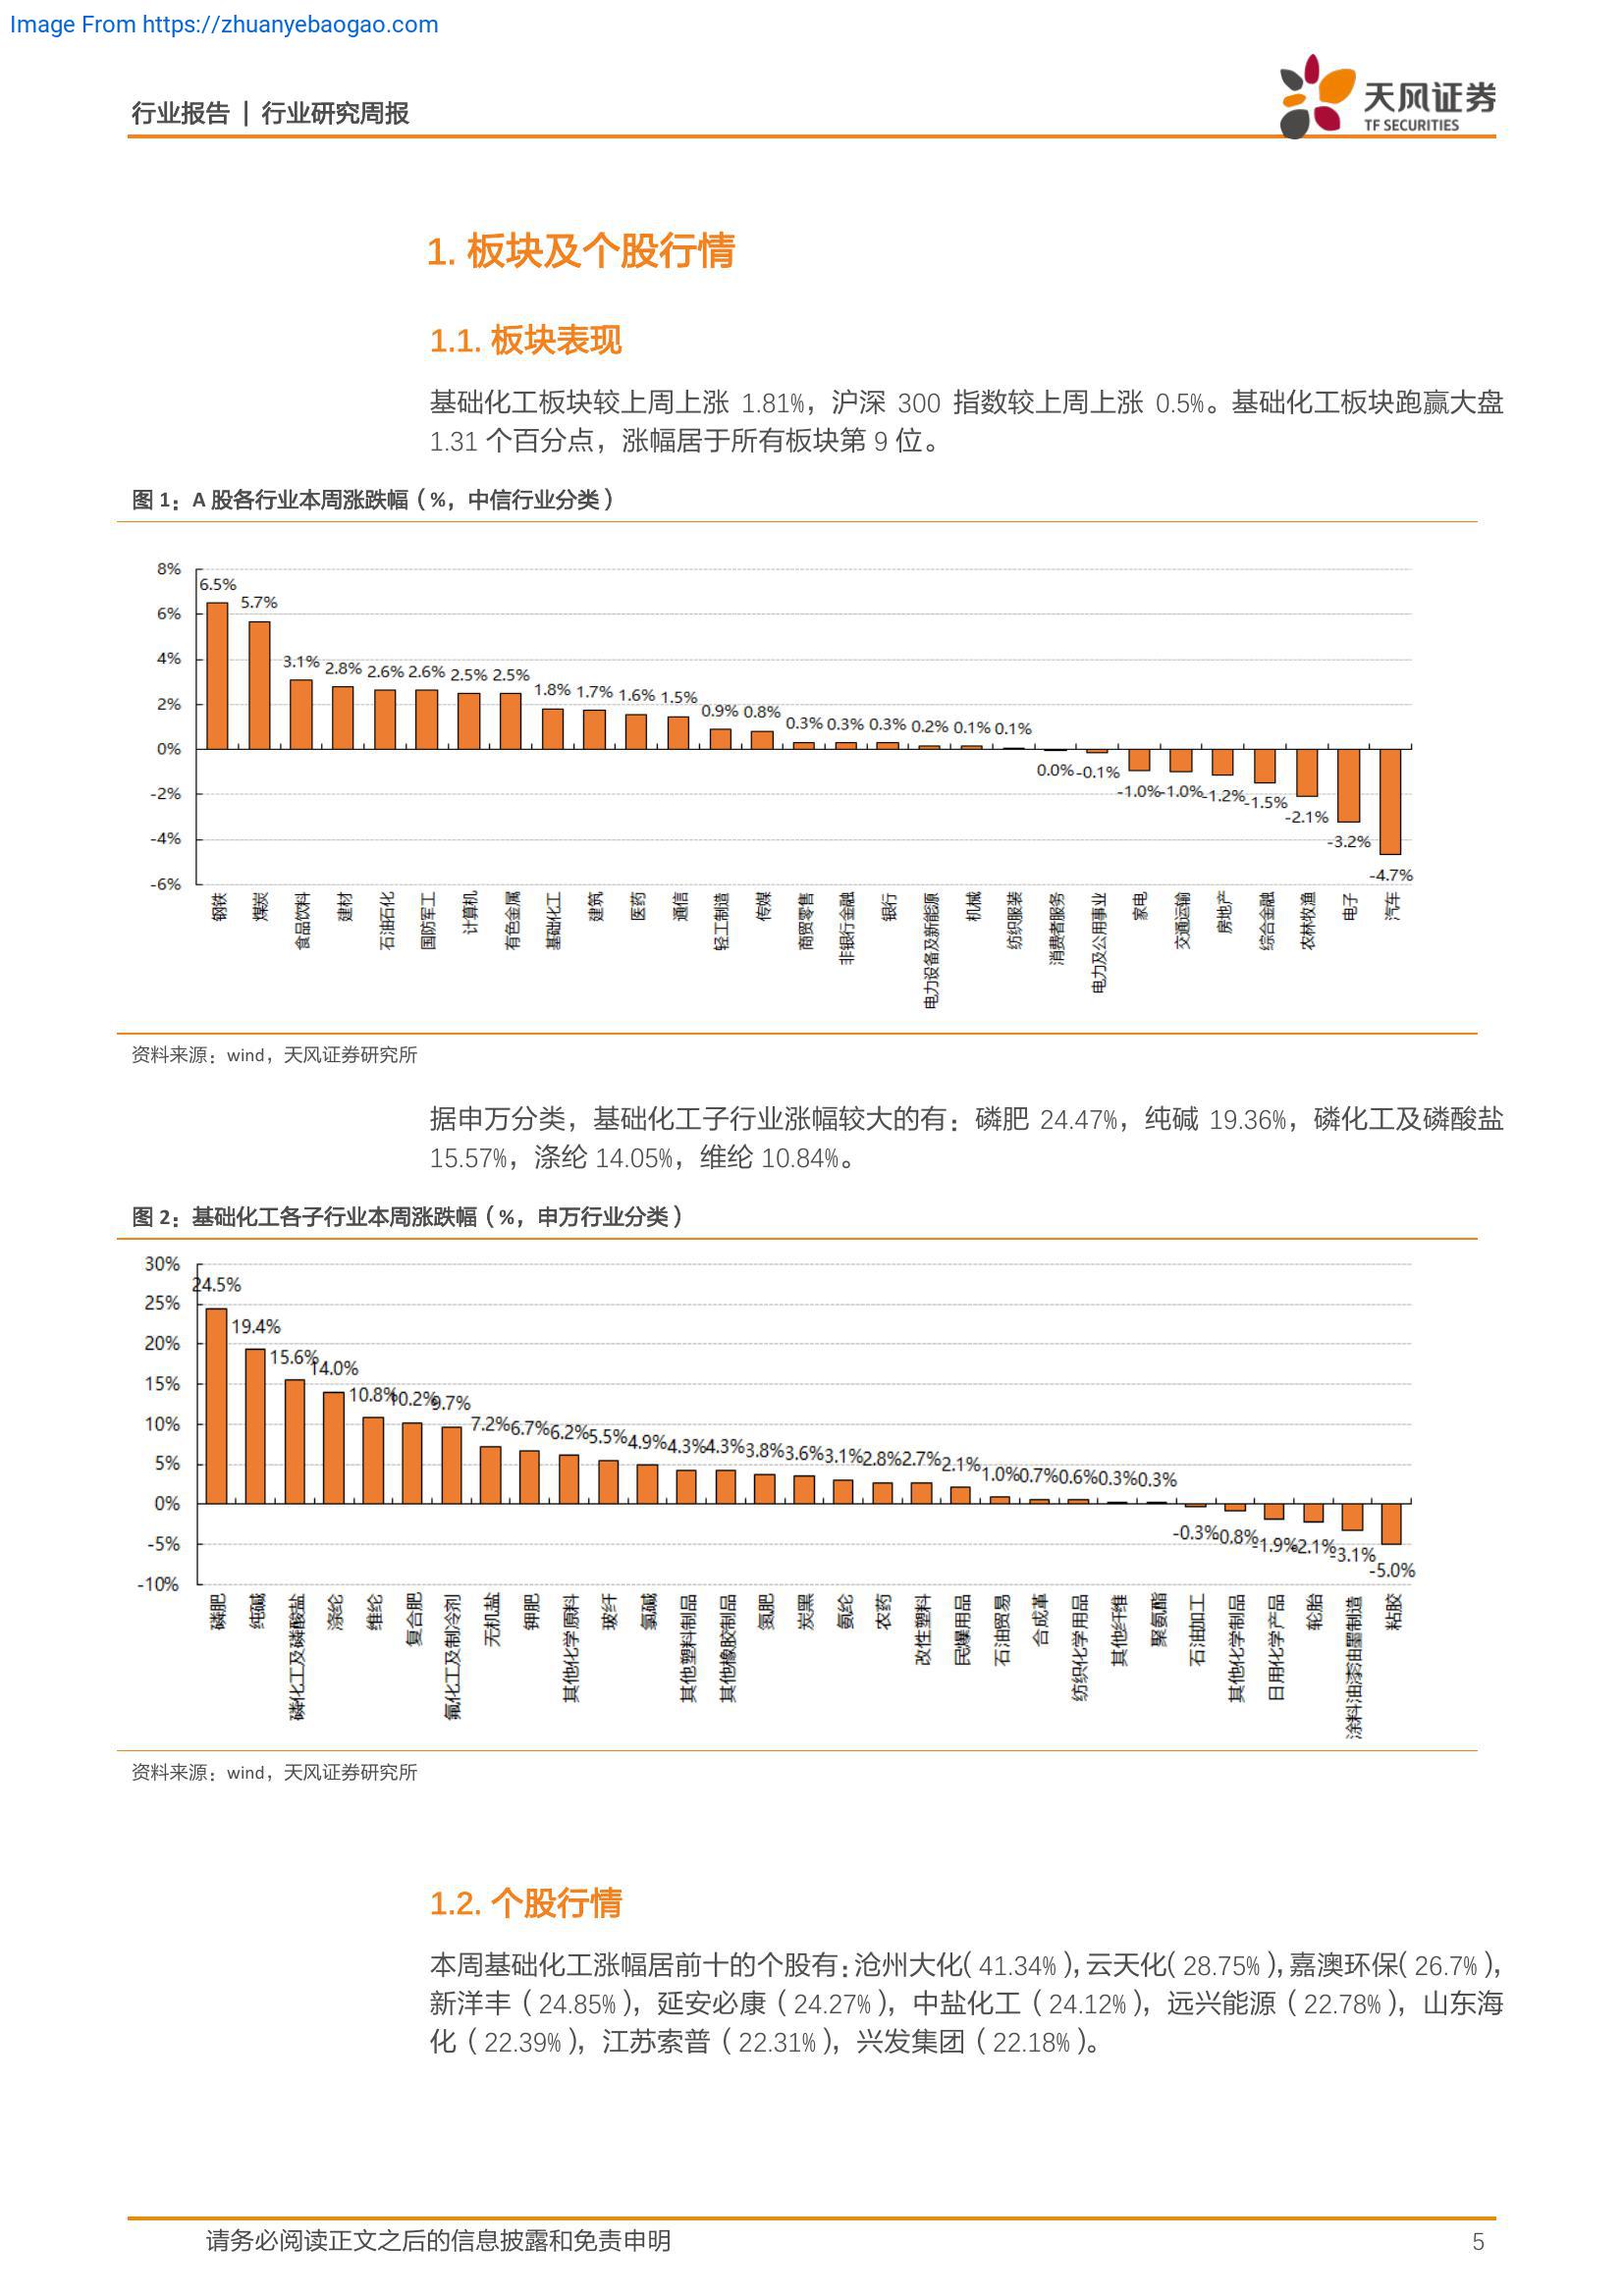 Image From https://zhuanyebaogao.com
行业报告 | 行业研究周报
天风证券
TF SECURITIES
1. 板块及个股行情
1.1. 板块表现
基础化工板块较上周上涨 1.81%，沪深 300 指数较上周上涨 0.5%。基础化工板块跑赢大盘
1.31 个百分点，涨幅居于所有板块第 9 位。
图 1：A 股各行业本周涨跌幅（%，中信行业分类）
8%
6%
4%
2%
0%
-2%
-4%
-6%
6.5% 5.7% 3.1% 2.8% 2.6% 2.6% 2.5% 2.5% 1.8% 1.7% 1.6% 1.5% 0.9% 0.8% 0.3% 0.3% 0.3% 0.2% 0.1% 0.1% 0.0% -0.1% -1.0% -1.0% -1.2% -1.5% -2.1% -3.2% -4.7%
钢铁 煤炭 食品饮料 建材 石油石化 国防军工 计算机 有色金属 基础化工 建筑 医药 通信 轻工制造 传媒 商贸零售 非银行金融 银行 电力设备及新能源 机械 纺织服装 消费者服务 电力及公用事业 家电 交通运输 房地产 综合金融 农林牧渔 电子 汽车
资料来源：wind，天风证券研究所
据申万分类，基础化工子行业涨幅较大的有：磷肥 24.47%，纯碱 19.36%，磷化工及磷酸盐
15.57%，涤纶 14.05%，维纶 10.84%。
图 2：基础化工各子行业本周涨跌幅（%，申万行业分类）
30%
25%
20%
15%
10%
5%
0%
-5%
-10%
24.5% 19.4% 15.6% 14.0% 10.8% 10.2% 9.7% 7.2% 6.7% 6.2% 5.5% 4.9% 4.3% 4.3% 3.8% 3.6% 3.1% 2.8% 2.7% 2.1% 1.0% 0.7% 0.6% 0.3% 0.3% -0.3% -0.8% -1.9% -2.1% -3.1% -5.0%
磷肥 纯碱 磷化工及磷酸盐 涤纶 维纶 复合肥 氟化工及制冷剂 无机盐 钾肥 其他化学原料 玻纤 氯碱 其他塑料制品 其他橡胶制品 氮肥 炭黑 氨纶 农药 改性塑料 民爆用品 石油贸易 合成革 纺织化学用品 其他纤维 聚氨酯 石油加工 其他化学制品 日用化学产品 轮胎 涂料油漆油墨制造 粘胶
资料来源：wind，天风证券研究所
1.2. 个股行情
本周基础化工涨幅居前十的个股有：沧州大化（41.34%），云天化（28.75%），嘉澳环保（26.7%），
新洋丰（24.85%），延安必康（24.27%），中盐化工（24.12%），远兴能源（22.78%），山东海
化（22.39%），江苏索普（22.31%），兴发集团（22.18%）。
请务必阅读正文之后的信息披露和免责申明
5